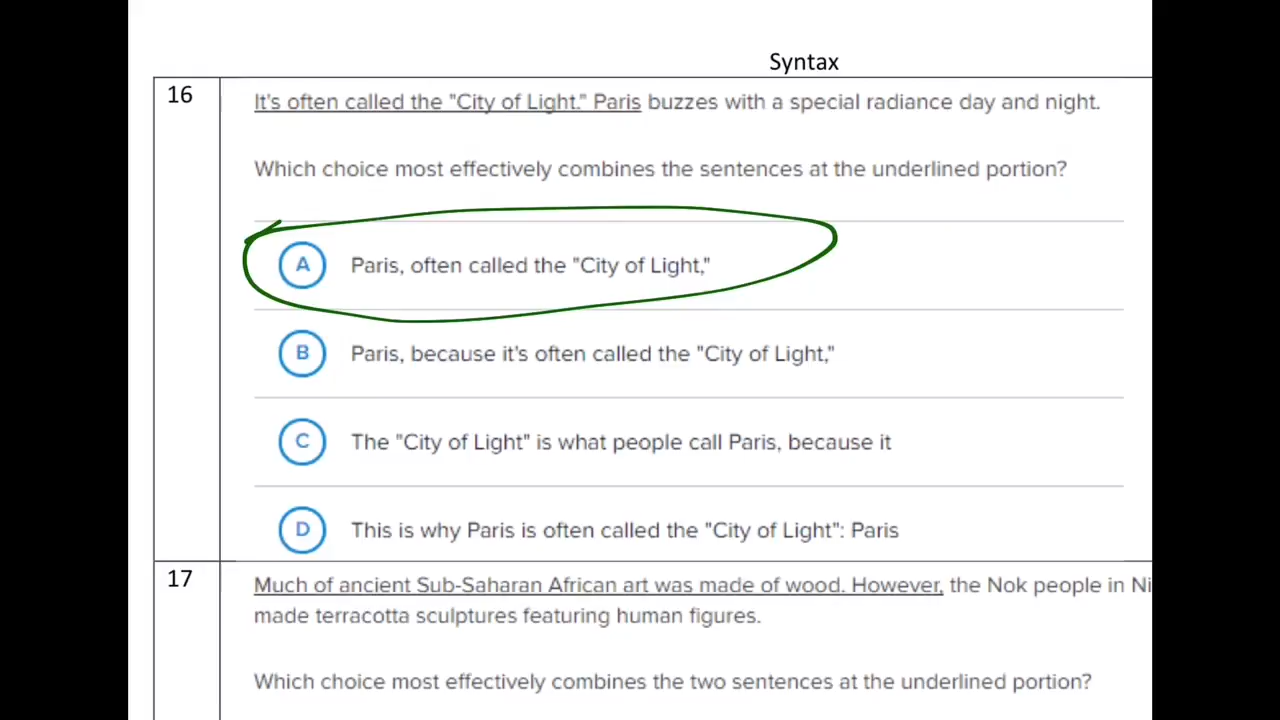 Syntax
16
It's often called the "City of Light." Paris buzzes with a special radiance day and night.
Which choice most effectively combines the sentences at the underlined portion?
A Paris, often called the "City of Light,"
B Paris, because it's often called the "City of Light,"
C The "City of Light" is what people call Paris, because it
D This is why Paris is often called the "City of Light": Paris
17
Much of ancient Sub-Saharan African art was made of wood. However, the Nok people in Ni
made terracotta sculptures featuring human figures.
Which choice most effectively combines the two sentences at the underlined portion?